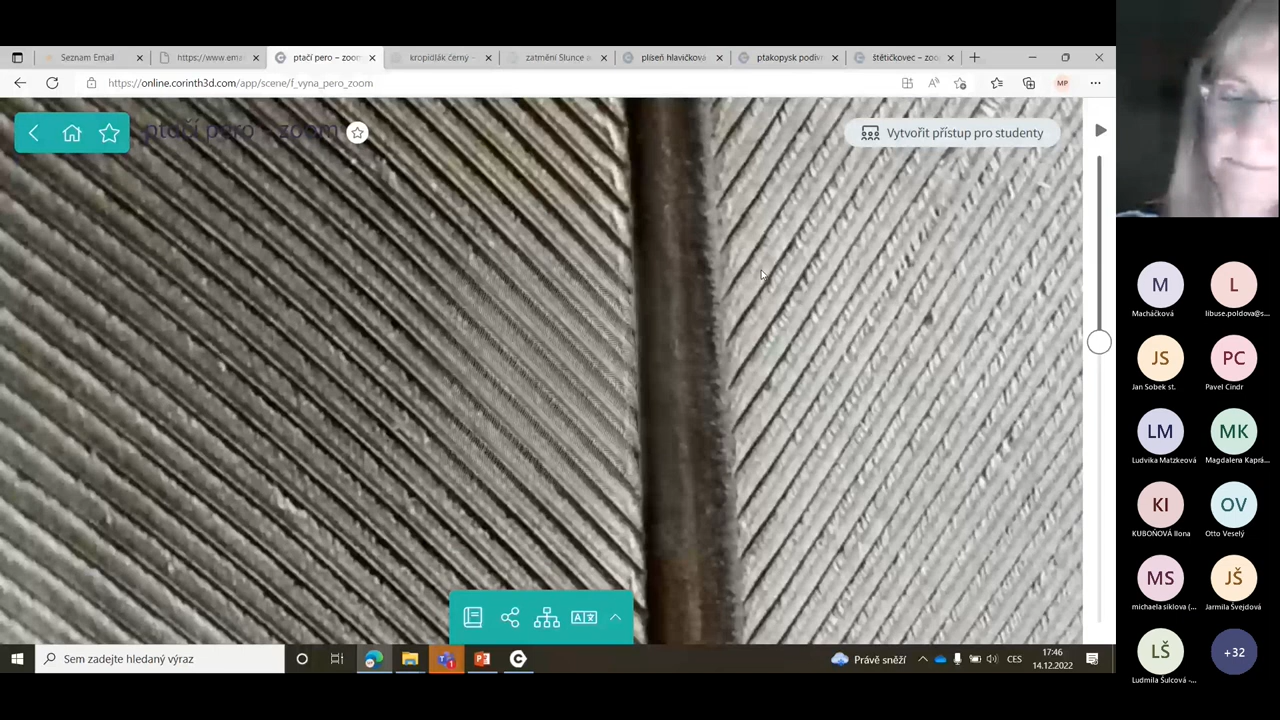 Seznam Email
https://www.ema
ptačí pero – zoom
kropidlák černý –
zatmění Slunce a
plíseň hlavičková
ptakopysk podivn
štětičkovec – zoo
https://online.corinth3d.com/app/scene/f_vyna_pero_zoom
MP
ptačí pero – zoom
Vytvořit přístup pro studenty
M
L
Macháčková
libuse.poldova@s...
JS
PC
Jan Sobek st.
Pavel Cindr
LM
MK
Ludvika Matzkeová
Magdalena Kaprá...
KI
OV
KUBOŇOVÁ Ilona
Otto Veselý
MS
JŠ
michaela siklova (...
Jarmila Švejdová
LŠ
+32
Ludmila Šulcová -...
Sem zadejte hledaný výraz
Právě sněží
CES
17:46
14.12.2022